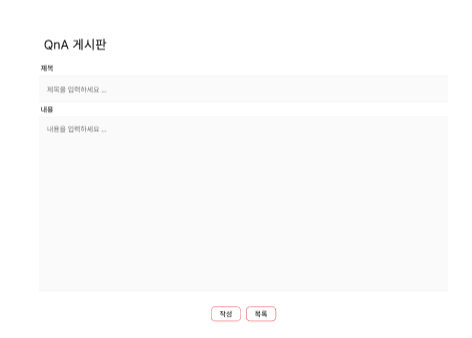 QnA 게시판
제목
제목을 입력하세요 ...
내용
내용을 입력하세요 ...
작성 목록